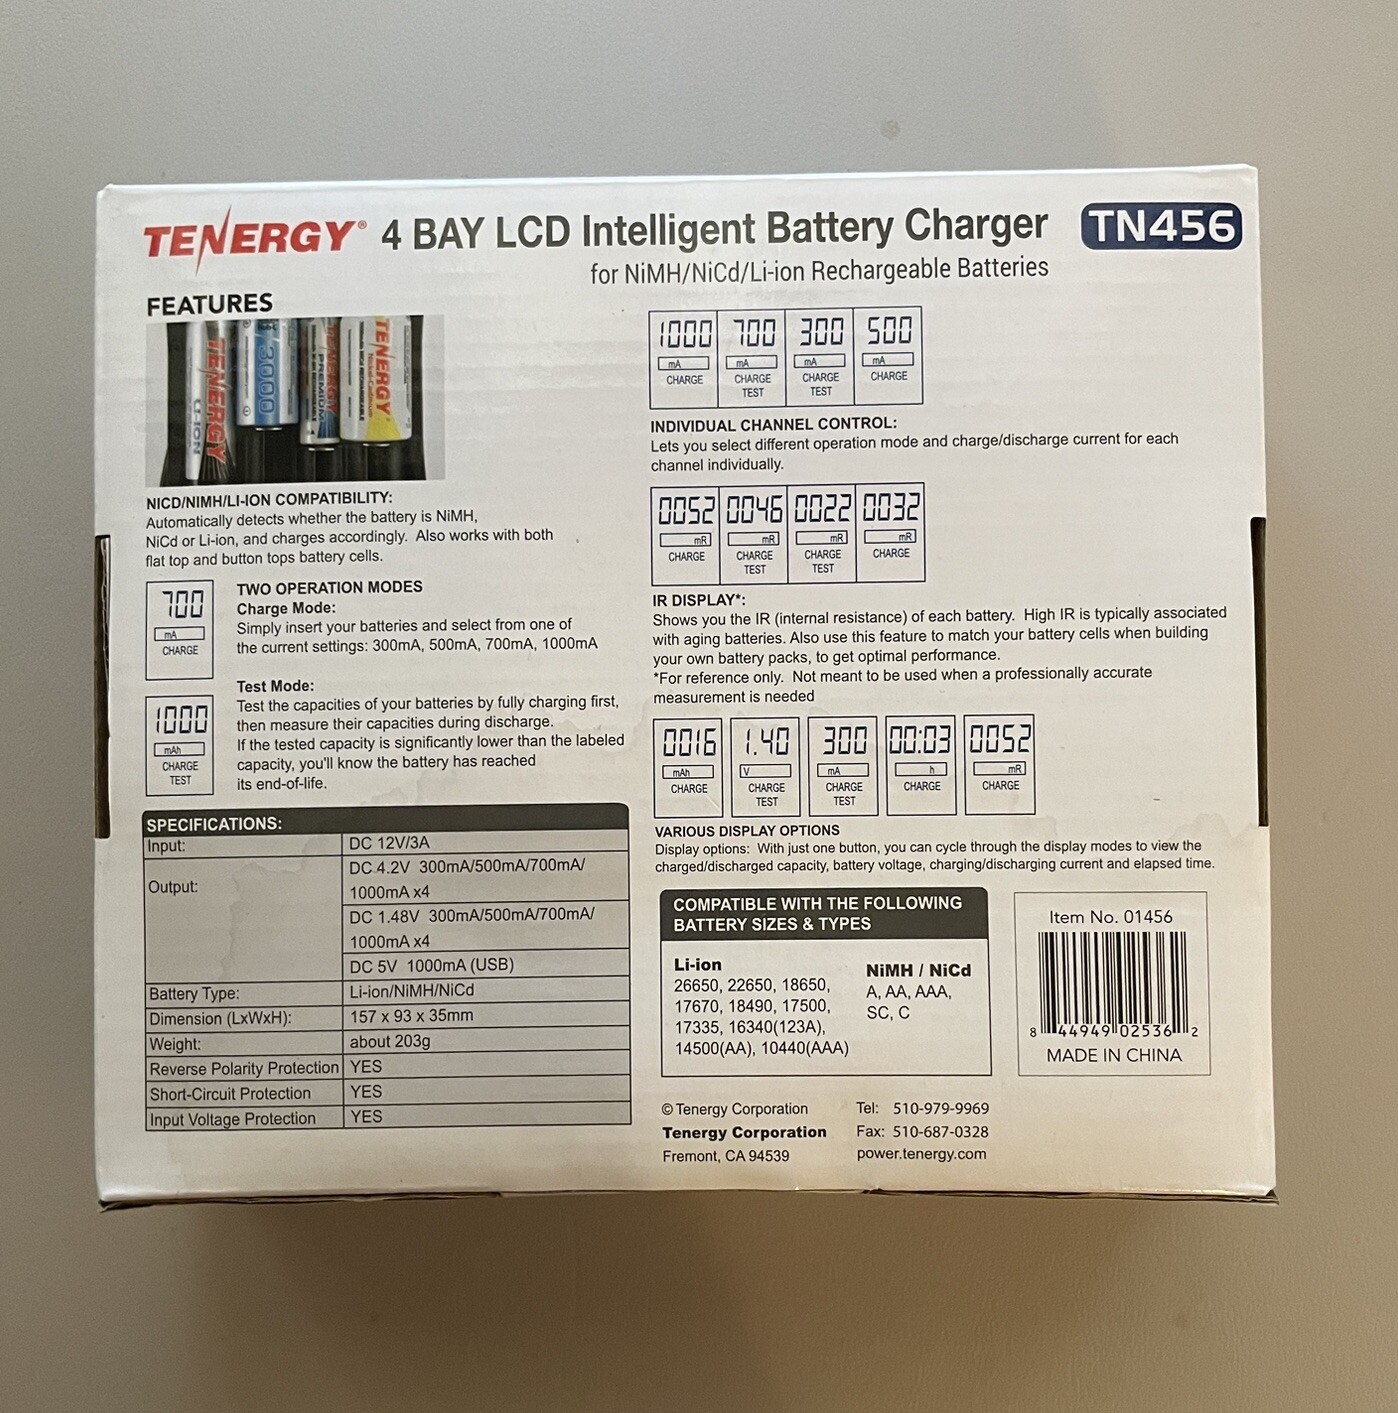 TENERGY® 4 BAY LCD Intelligent Battery Charger TN456
for NiMH/NiCd/Li-ion Rechargeable Batteries
FEATURES
TENERGY LI-ION
3000
TENERGY PREMIUM
TENERGY
NICD/NIMH/LI-ION COMPATIBILITY:
Automatically detects whether the battery is NiMH,
NiCd or Li-ion, and charges accordingly. Also works with both
flat top and button tops battery cells.
700
mA
CHARGE
TWO OPERATION MODES
Charge Mode:
Simply insert your batteries and select from one of
the current settings: 300mA, 500mA, 700mA, 1000mA
1000
mAh
CHARGE
TEST
Test Mode:
Test the capacities of your batteries by fully charging first,
then measure their capacities during discharge.
If the tested capacity is significantly lower than the labeled
capacity, you'll know the battery has reached
its end-of-life.
SPECIFICATIONS:
Input: DC 12V/3A
Output: DC 4.2V 300mA/500mA/700mA/
1000mA x4
DC 1.48V 300mA/500mA/700mA/
1000mA x4
DC 5V 1000mA (USB)
Battery Type: Li-ion/NiMH/NiCd
Dimension (LxWxH): 157 x 93 x 35mm
Weight: about 203g
Reverse Polarity Protection YES
Short-Circuit Protection YES
Input Voltage Protection YES
1000 700 300 500
mA mA mA mA
CHARGE CHARGE CHARGE CHARGE
TEST TEST
INDIVIDUAL CHANNEL CONTROL:
Lets you select different operation mode and charge/discharge current for each
channel individually.
0052 0046 0022 0032
mR mR mR mR
CHARGE CHARGE CHARGE CHARGE
TEST TEST
IR DISPLAY*:
Shows you the IR (internal resistance) of each battery. High IR is typically associated
with aging batteries. Also use this feature to match your battery cells when building
your own battery packs, to get optimal performance.
*For reference only. Not meant to be used when a professionally accurate
measurement is needed
0016 1.40 300 00:03 0052
mAh V mA h mR
CHARGE CHARGE CHARGE CHARGE CHARGE
TEST TEST
VARIOUS DISPLAY OPTIONS
Display options: With just one button, you can cycle through the display modes to view the
charged/discharged capacity, battery voltage, charging/discharging current and elapsed time.
COMPATIBLE WITH THE FOLLOWING
BATTERY SIZES & TYPES
Li-ion
26650, 22650, 18650,
17670, 18490, 17500,
17335, 16340(123A),
14500(AA), 10440(AAA)
NiMH / NiCd
A, AA, AAA,
SC, C
Item No. 01456
8 44949 02536 2
MADE IN CHINA
© Tenergy Corporation
Tenergy Corporation
Fremont, CA 94539
Tel: 510-979-9969
Fax: 510-687-0328
power.tenergy.com